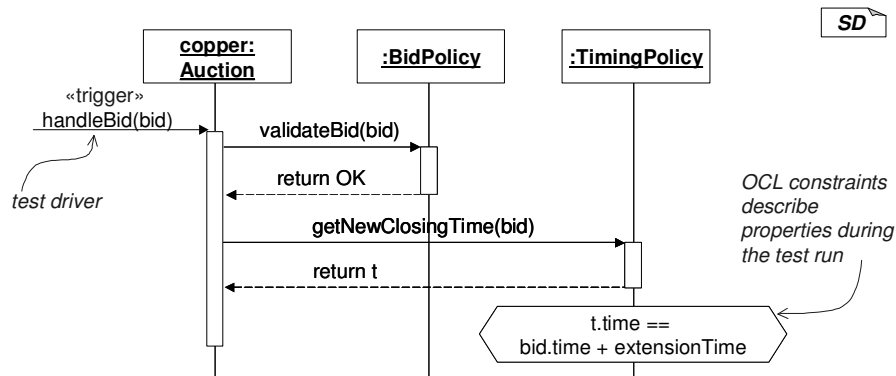 SD
copper:
Auction
:BidPolicy
:TimingPolicy
«trigger»
handleBid(bid)
validateBid(bid)
return OK
test driver
OCL constraints
describe
properties during
the test run
getNewClosingTime(bid)
return t
t.time ==
bid.time + extensionTime